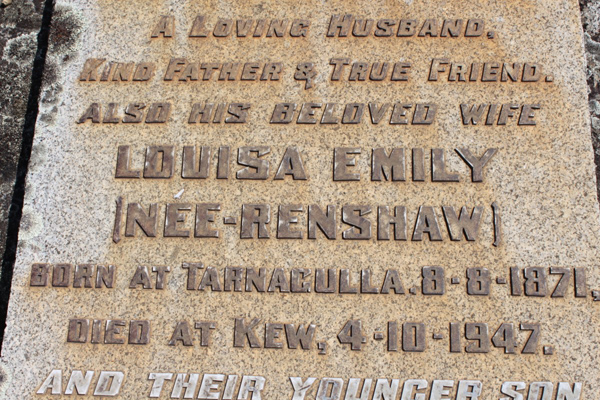 A LOVING HUSBAND.
KIND FATHER & TRUE FRIEND.
ALSO HIS BELOVED WIFE
LOUISA EMILY
(NEE-RENSHAW)
BORN AT TARNAGULLA. 8-8-1871,
DIED AT KEW, 4-10-1947.
AND THEIR YOUNGER SON